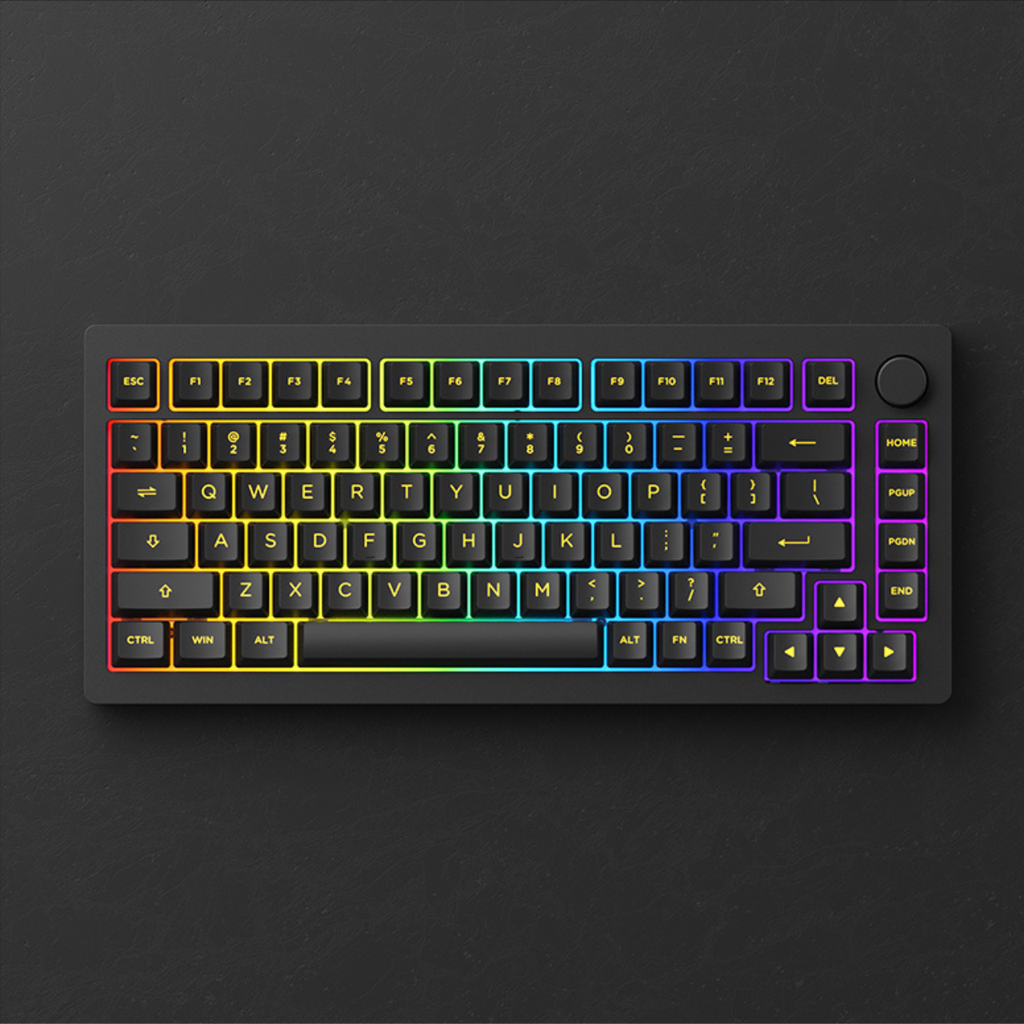 ESC F1 F2 F3 F4 F5 F6 F7 F8 F9 F10 F11 F12 DEL
~ ! @ # $ % ^ & * ( ) — +
` 1 2 3 4 5 6 7 8 9 0 – = ← HOME
⇌ Q W E R T Y U I O P { [ } ] | \ PGUP
⇩ A S D F G H J K L : ; " ' ↵ PGDN
⇧ Z X C V B N M < , > . ? / ⇧ ▲ END
CTRL WIN ALT ALT FN CTRL ◀ ▼ ▶